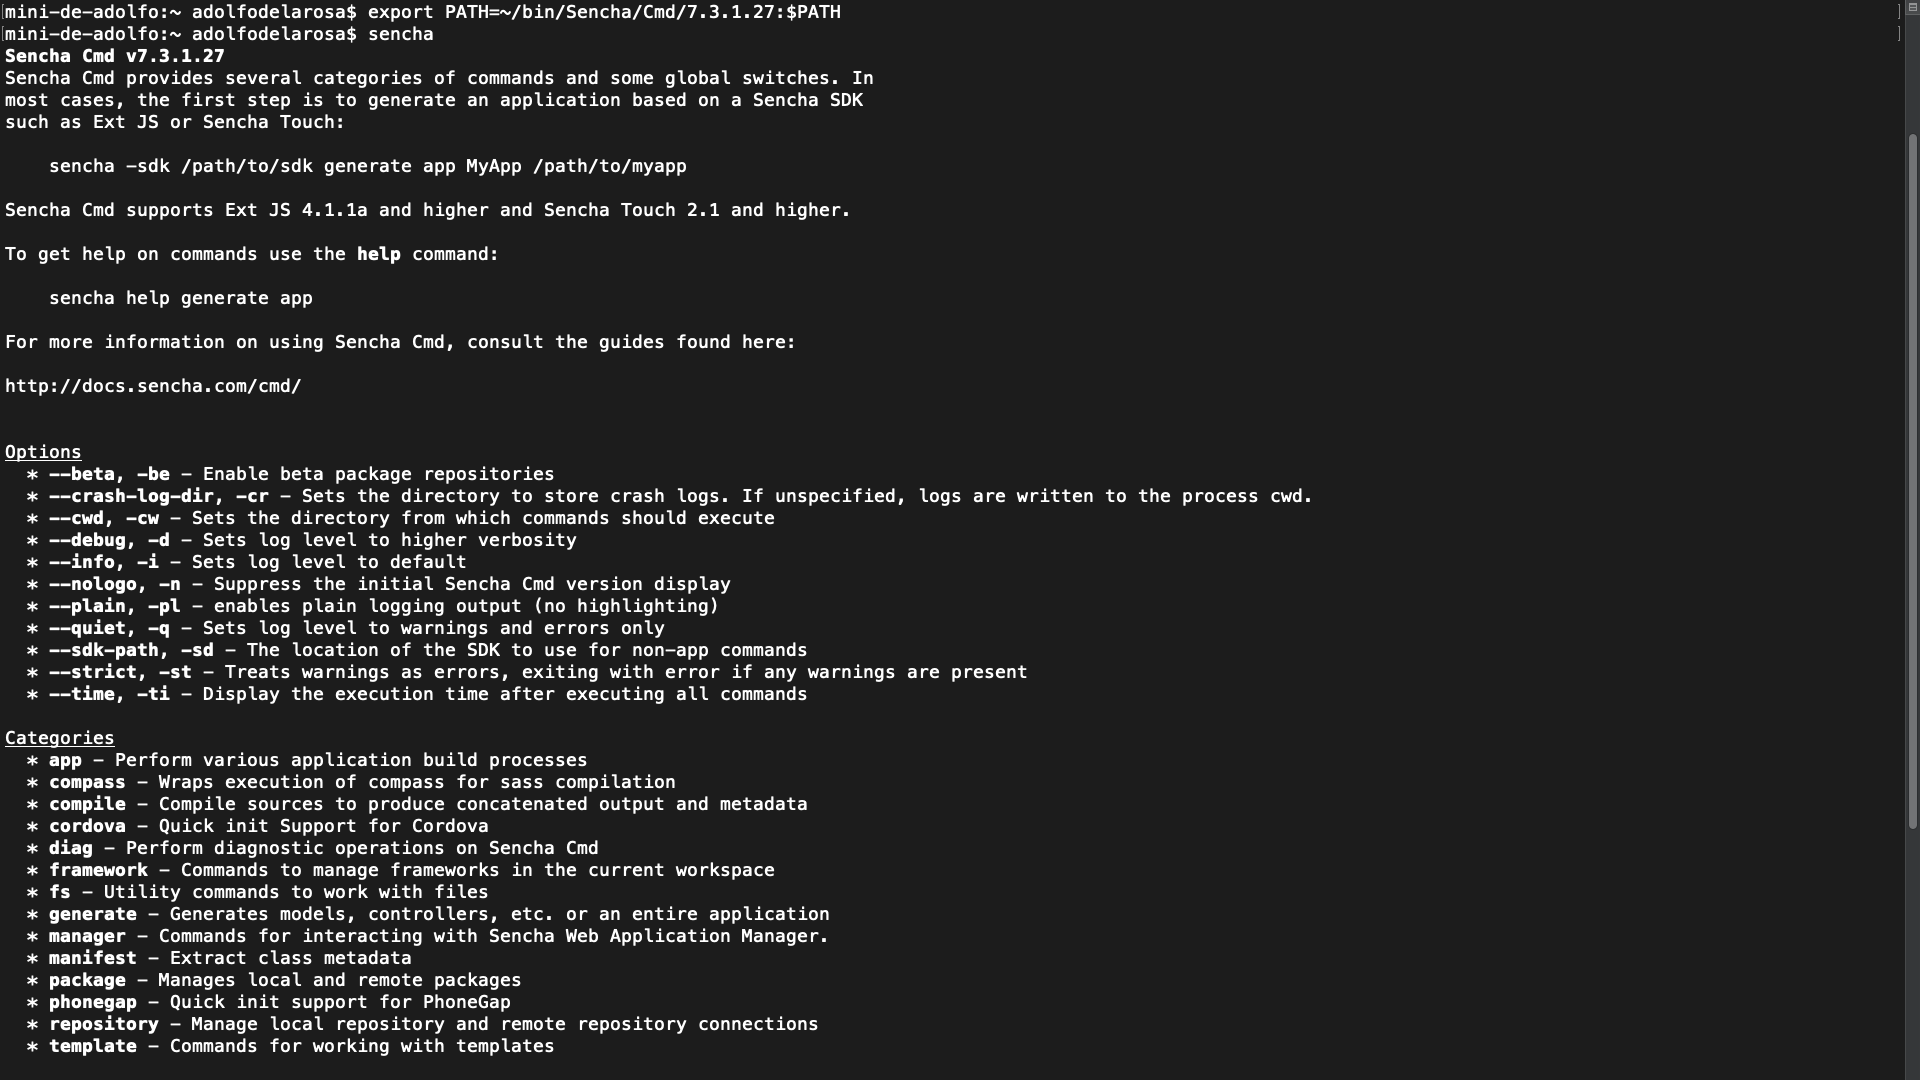 mini-de-adolfo:~ adolfodelarosa$ export PATH=~/bin/Sencha/Cmd/7.3.1.27:$PATH
mini-de-adolfo:~ adolfodelarosa$ sencha
Sencha Cmd v7.3.1.27
Sencha Cmd provides several categories of commands and some global switches. In
most cases, the first step is to generate an application based on a Sencha SDK
such as Ext JS or Sencha Touch:
sencha -sdk /path/to/sdk generate app MyApp /path/to/myapp
Sencha Cmd supports Ext JS 4.1.1a and higher and Sencha Touch 2.1 and higher.
To get help on commands use the help command:
sencha help generate app
For more information on using Sencha Cmd, consult the guides found here:
http://docs.sencha.com/cmd/
Options
* --beta, -be - Enable beta package repositories
* --crash-log-dir, -cr - Sets the directory to store crash logs. If unspecified, logs are written to the process cwd.
* --cwd, -cw - Sets the directory from which commands should execute
* --debug, -d - Sets log level to higher verbosity
* --info, -i - Sets log level to default
* --nologo, -n - Suppress the initial Sencha Cmd version display
* --plain, -pl - enables plain logging output (no highlighting)
* --quiet, -q - Sets log level to warnings and errors only
* --sdk-path, -sd - The location of the SDK to use for non-app commands
* --strict, -st - Treats warnings as errors, exiting with error if any warnings are present
* --time, -ti - Display the execution time after executing all commands
Categories
* app - Perform various application build processes
* compass - Wraps execution of compass for sass compilation
* compile - Compile sources to produce concatenated output and metadata
* cordova - Quick init Support for Cordova
* diag - Perform diagnostic operations on Sencha Cmd
* framework - Commands to manage frameworks in the current workspace
* fs - Utility commands to work with files
* generate - Generates models, controllers, etc. or an entire application
* manager - Commands for interacting with Sencha Web Application Manager.
* manifest - Extract class metadata
* package - Manages local and remote packages
* phonegap - Quick init support for PhoneGap
* repository - Manage local repository and remote repository connections
* template - Commands for working with templates